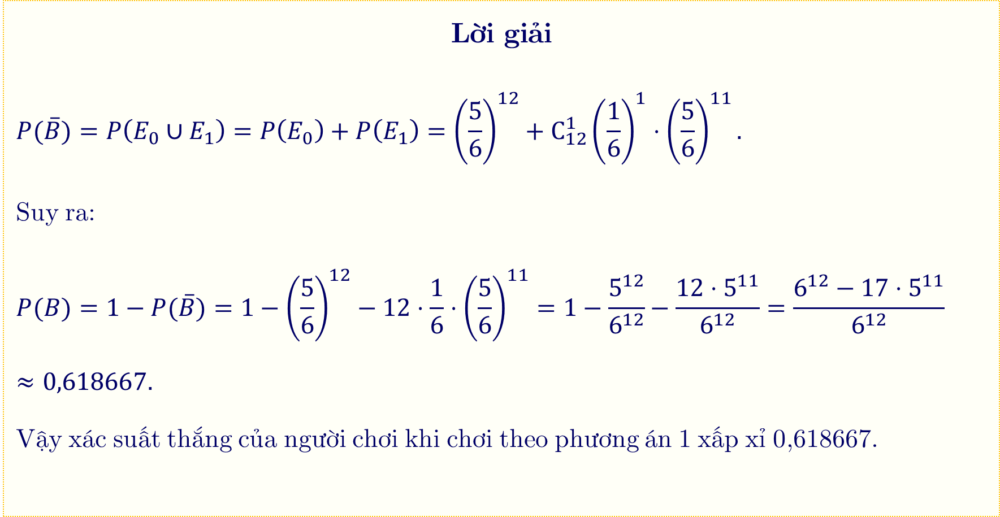 Lời giải
$P(\bar{B}) = P(E_0 \cup E_1) = P(E_0) + P(E_1) = \left(\frac{5}{6}\right)^{12} + \mathrm{C}_{12}^{1} \left(\frac{1}{6}\right)^{1} \cdot \left(\frac{5}{6}\right)^{11}.$
Suy ra:
$P(B) = 1 - P(\bar{B}) = 1 - \left(\frac{5}{6}\right)^{12} - 12 \cdot \frac{1}{6} \cdot \left(\frac{5}{6}\right)^{11} = 1 - \frac{5^{12}}{6^{12}} - \frac{12 \cdot 5^{11}}{6^{12}} = \frac{6^{12} - 17 \cdot 5^{11}}{6^{12}}$
≈ 0,618667.
Vậy xác suất thắng của người chơi khi chơi theo phương án 1 xấp xỉ 0,618667.